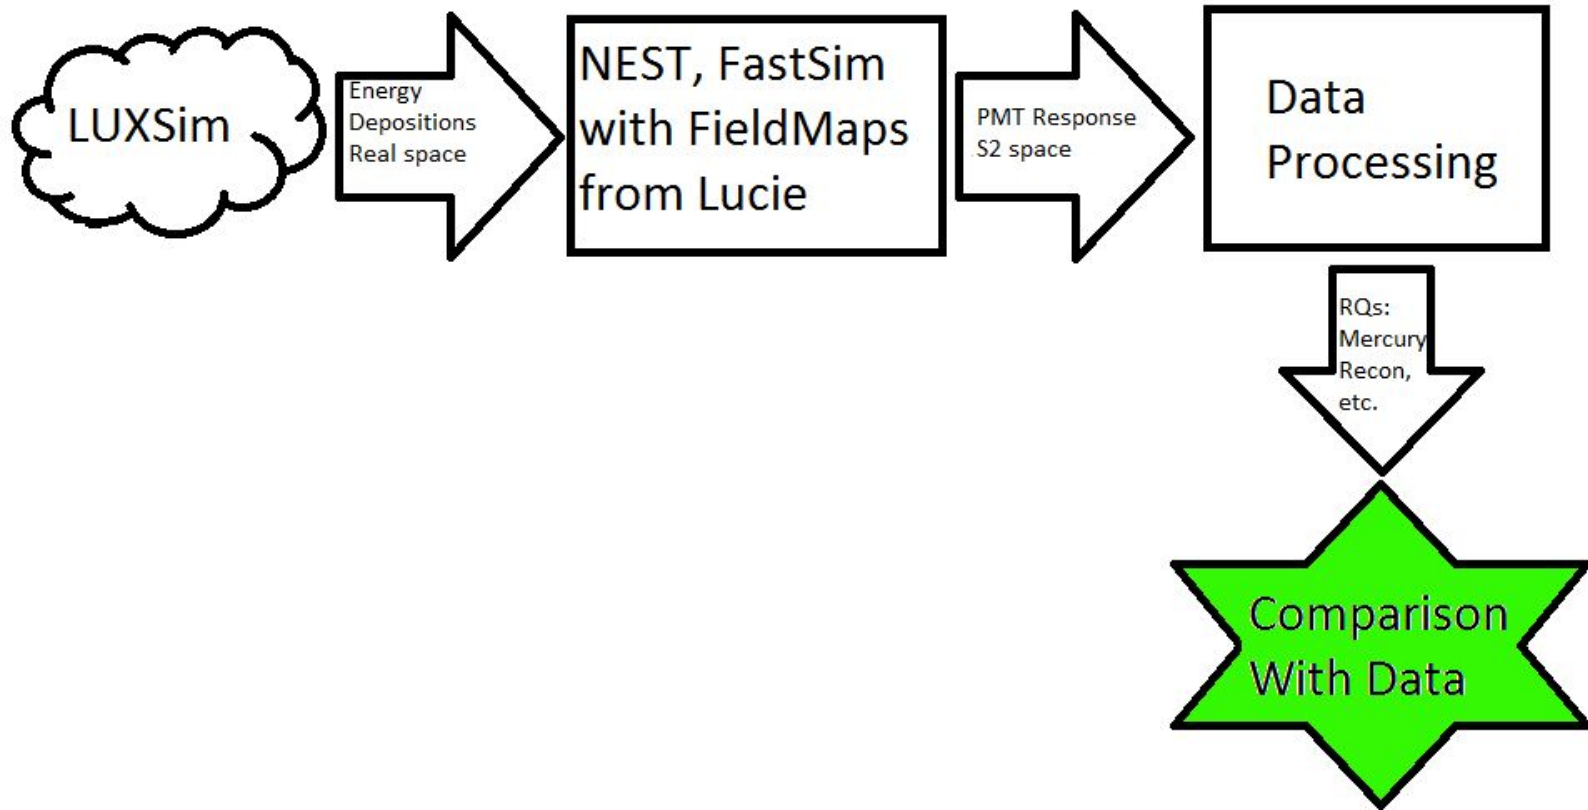 LUXSim
Energy
Depositions
Real space
NEST, FastSim
with FieldMaps
from Lucie
PMT Response
S2 space
Data
Processing
RQs:
Mercury
Recon,
etc.
Comparison
With Data